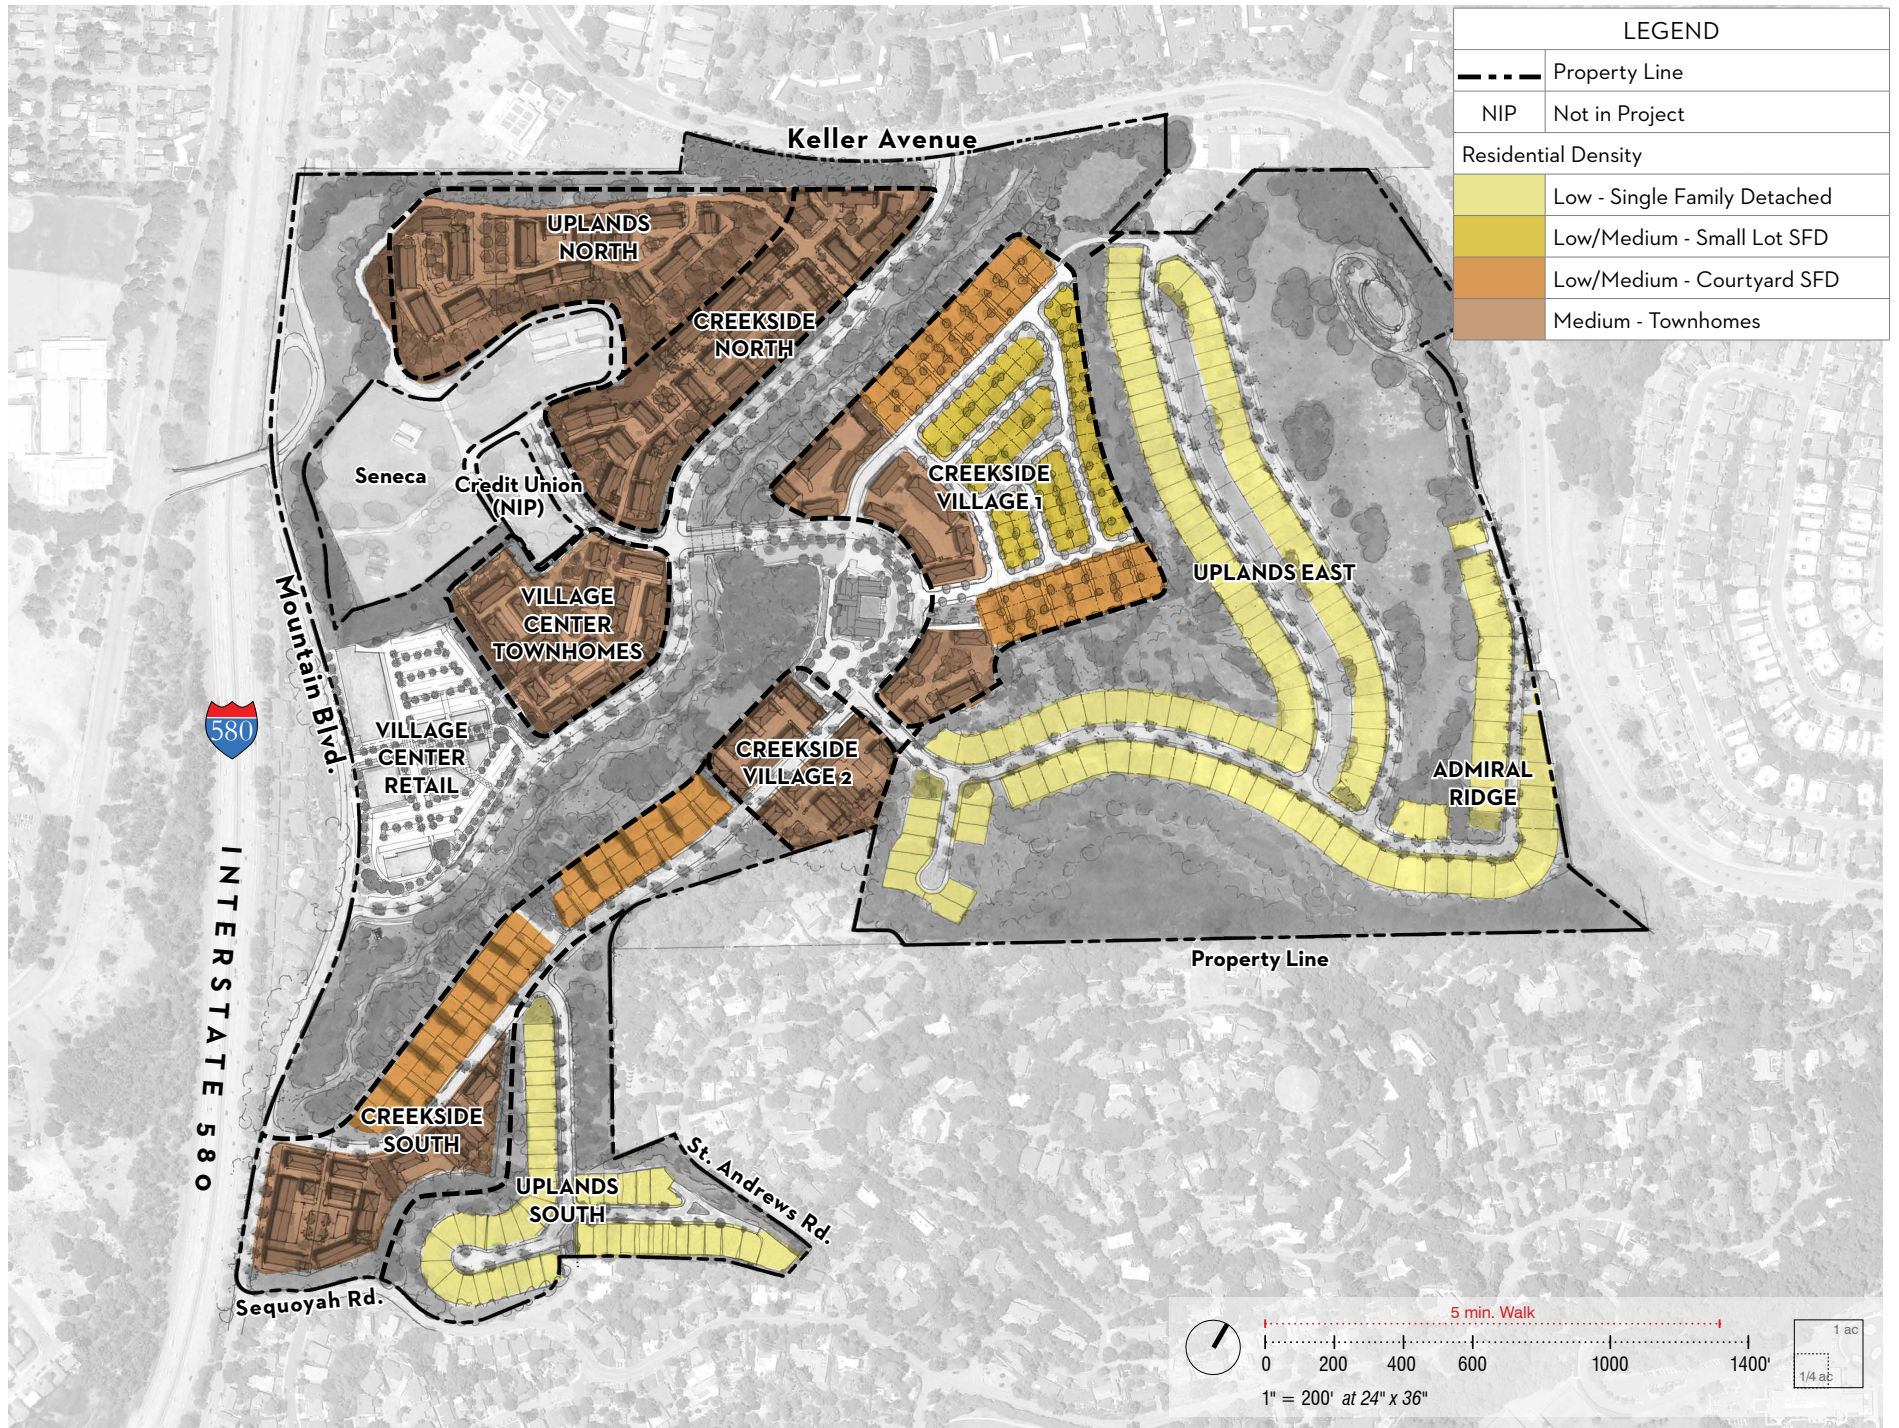 LEGEND
Property Line
NIP Not in Project
Residential Density
Low - Single Family Detached
Low/Medium - Small Lot SFD
Low/Medium - Courtyard SFD
Medium - Townhomes
Keller Avenue
UPLANDS
NORTH
CREEKSIDE
NORTH
Seneca
Credit Union
(NIP)
CREEKSIDE
VILLAGE 1
UPLANDS EAST
VILLAGE
CENTER
TOWNHOMES
Mountain Blvd.
580
VILLAGE
CENTER
RETAIL
CREEKSIDE
VILLAGE 2
ADMIRAL
RIDGE
INTERSTATE 580
Property Line
CREEKSIDE
SOUTH
UPLANDS
SOUTH
St. Andrews Rd.
Sequoyah Rd.
5 min. Walk
0 200 400 600 1000 1400'
1" = 200' at 24" x 36"
1 ac
1/4 ac